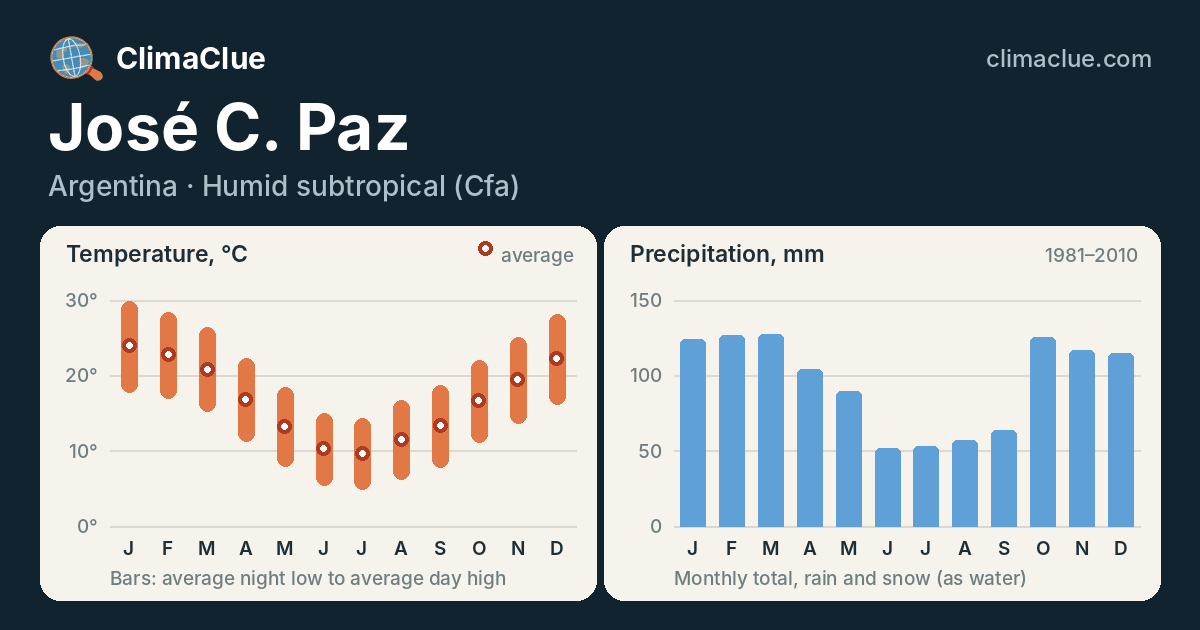 ClimaClue
climaclue.com
José C. Paz
Argentina · Humid subtropical (Cfa)
Temperature, °C
average
30°
20°
10°
0°
J F M A M J J A S O N D
Bars: average night low to average day high
Precipitation, mm
1981–2010
150
100
50
0
J F M A M J J A S O N D
Monthly total, rain and snow (as water)